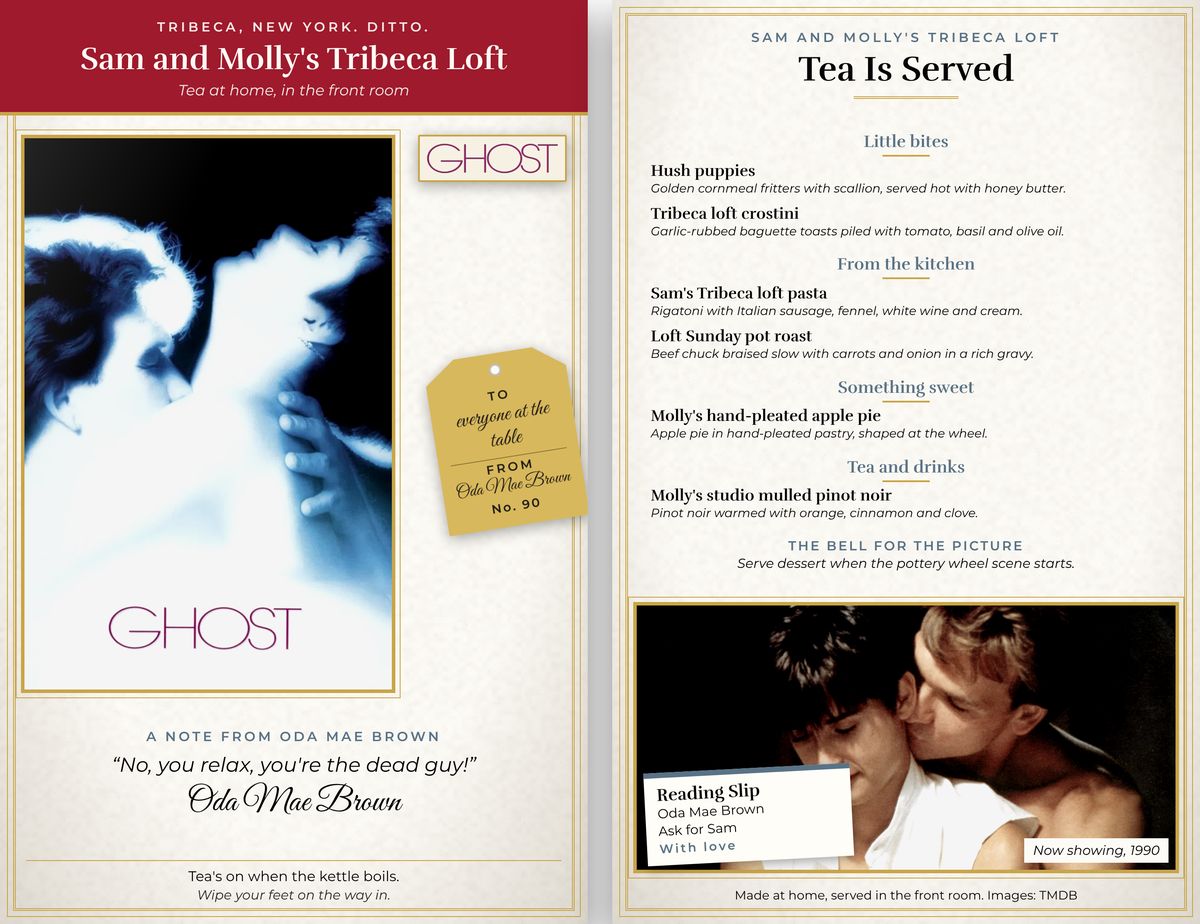 TRIBECA, NEW YORK. DITTO.
Sam and Molly's Tribeca Loft
Tea at home, in the front room
GHOST
TO
everyone at the
table
FROM
Oda Mae Brown
No. 90
GHOST
A NOTE FROM ODA MAE BROWN
“No, you relax, you're the dead guy!”
Oda Mae Brown
Tea's on when the kettle boils.
Wipe your feet on the way in.
SAM AND MOLLY'S TRIBECA LOFT
Tea Is Served
Little bites
Hush puppies
Golden cornmeal fritters with scallion, served hot with honey butter.
Tribeca loft crostini
Garlic-rubbed baguette toasts piled with tomato, basil and olive oil.
From the kitchen
Sam's Tribeca loft pasta
Rigatoni with Italian sausage, fennel, white wine and cream.
Loft Sunday pot roast
Beef chuck braised slow with carrots and onion in a rich gravy.
Something sweet
Molly's hand-pleated apple pie
Apple pie in hand-pleated pastry, shaped at the wheel.
Tea and drinks
Molly's studio mulled pinot noir
Pinot noir warmed with orange, cinnamon and clove.
THE BELL FOR THE PICTURE
Serve dessert when the pottery wheel scene starts.
Reading Slip
Oda Mae Brown
Ask for Sam
With love
Now showing, 1990
Made at home, served in the front room. Images: TMDB